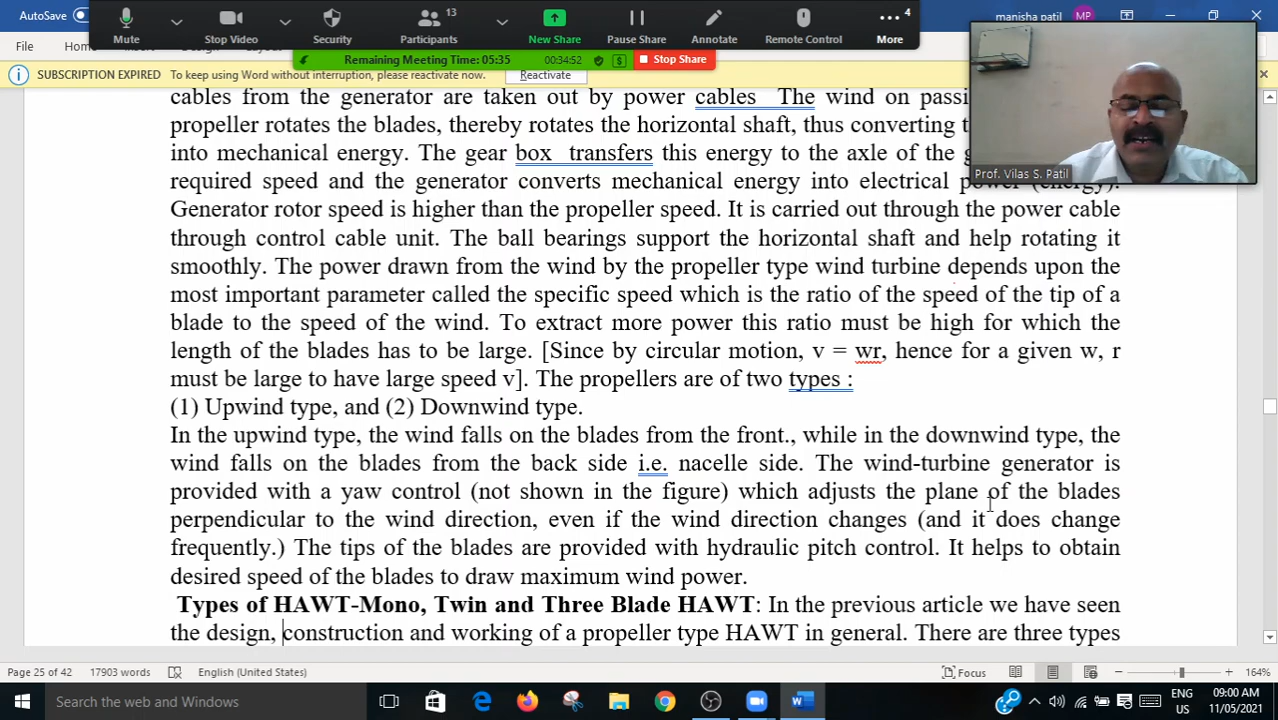 AutoSave
Mute
Stop Video
Security
13
Participants
New Share
Pause Share
Annotate
Remote Control
4
More
manisha patil
MP
File
Remaining Meeting Time: 05:35
00:34:52
Stop Share
SUBSCRIPTION EXPIRED
To keep using Word without interruption, please reactivate now.
Reactivate
cables from the generator are taken out by power cables The wind on
propeller rotates the blades, thereby rotates the horizontal shaft, thus converting
into mechanical energy. The gear box transfers this energy to the axle of the
required speed and the generator converts mechanical energy into electrical power (energy).
Generator rotor speed is higher than the propeller speed. It is carried out through the power cable
through control cable unit. The ball bearings support the horizontal shaft and help rotating it
smoothly. The power drawn from the wind by the propeller type wind turbine depends upon the
most important parameter called the specific speed which is the ratio of the speed of the tip of a
blade to the speed of the wind. To extract more power this ratio must be high for which the
length of the blades has to be large. [Since by circular motion, v = wr, hence for a given w, r
must be large to have large speed v]. The propellers are of two types :
(1) Upwind type, and (2) Downwind type.
In the upwind type, the wind falls on the blades from the front., while in the downwind type, the
wind falls on the blades from the back side i.e. nacelle side. The wind-turbine generator is
provided with a yaw control (not shown in the figure) which adjusts the plane of the blades
perpendicular to the wind direction, even if the wind direction changes (and it does change
frequently.) The tips of the blades are provided with hydraulic pitch control. It helps to obtain
desired speed of the blades to draw maximum wind power.
Types of HAWT-Mono, Twin and Three Blade HAWT: In the previous article we have seen
the design, construction and working of a propeller type HAWT in general. There are three types
Prof. Vilas S. Patil
Page 25 of 42
17903 words
English (United States)
Focus
164%
Search the web and Windows
ENG
US
09:00 AM
11/05/2021